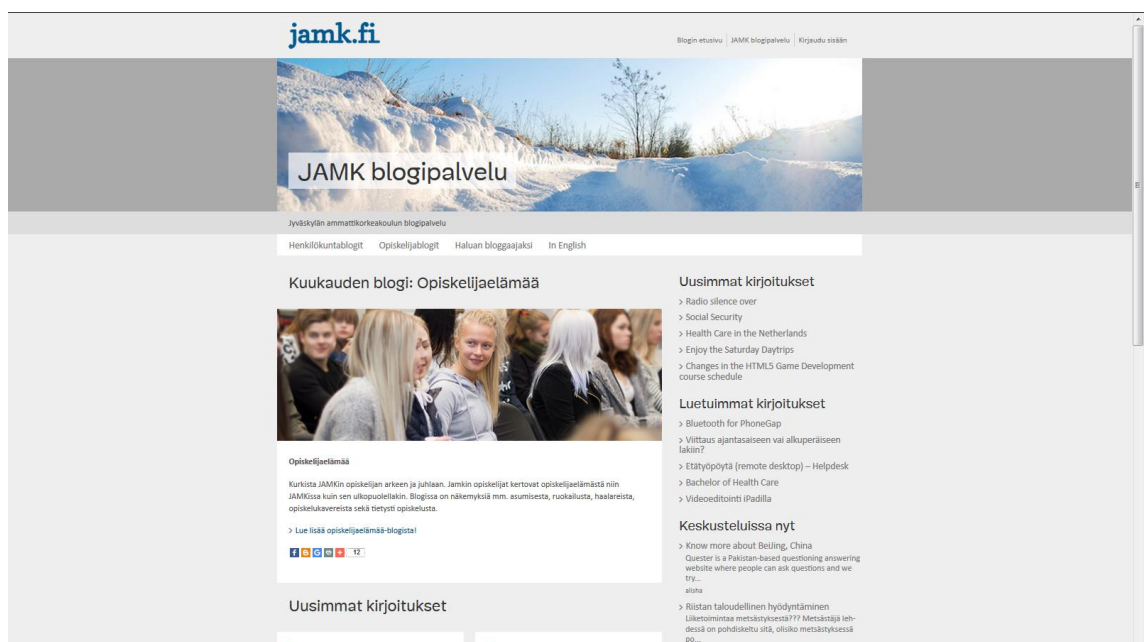 jamk.fi
Blogin etusivu
JAMK blogipalvelu
Kirjaudu sisään
JAMK blogipalvelu
Jyväskylän ammattikorkeakoulun blogipalvelu
Henkilökuntablogit
Opiskelijablogit
Haluan bloggaajaksi
In English
Kuukauden blogi: Opiskelijaelämää
Opiskelijaelämää
Kurkista JAMKin opiskelijan arkeen ja juhlaan. Jamkin opiskelijat kertovat opiskelijaelämästä niin
JAMKissa kuin sen ulkopuolellakin. Blogissa on näkemyksiä mm. asumisesta, ruokailusta, haalareista,
opiskelukavereista sekä tietysti opiskelusta.
> Lue lisää opiskelijaelämää-blogista!
12
Uusimmat kirjoitukset
Uusimmat kirjoitukset
> Radio silence over
> Social Security
> Health Care in the Netherlands
> Enjoy the Saturday Daytrips
> Changes in the HTML5 Game Development
course schedule
Luetuimmat kirjoitukset
> Bluetooth for PhoneGap
> Viittaus ajantasaiseen vai alkuperäiseen
lakiin?
> Etätyöpöytä (remote desktop) – Helpdesk
> Bachelor of Health Care
> Videoeditointi iPadilla
Keskusteluissa nyt
> Know more about BeiJing, China
Quester is a Pakistan-based questioning answering
website where people can ask questions and we
try...
alisha
> Riistan taloudellinen hyödyntäminen
Liiketoimintaa metsästyksestä??? Metsästäjä leh-
dessä on pohdiskeltu sitä, olisiko metsästyksessä
po...